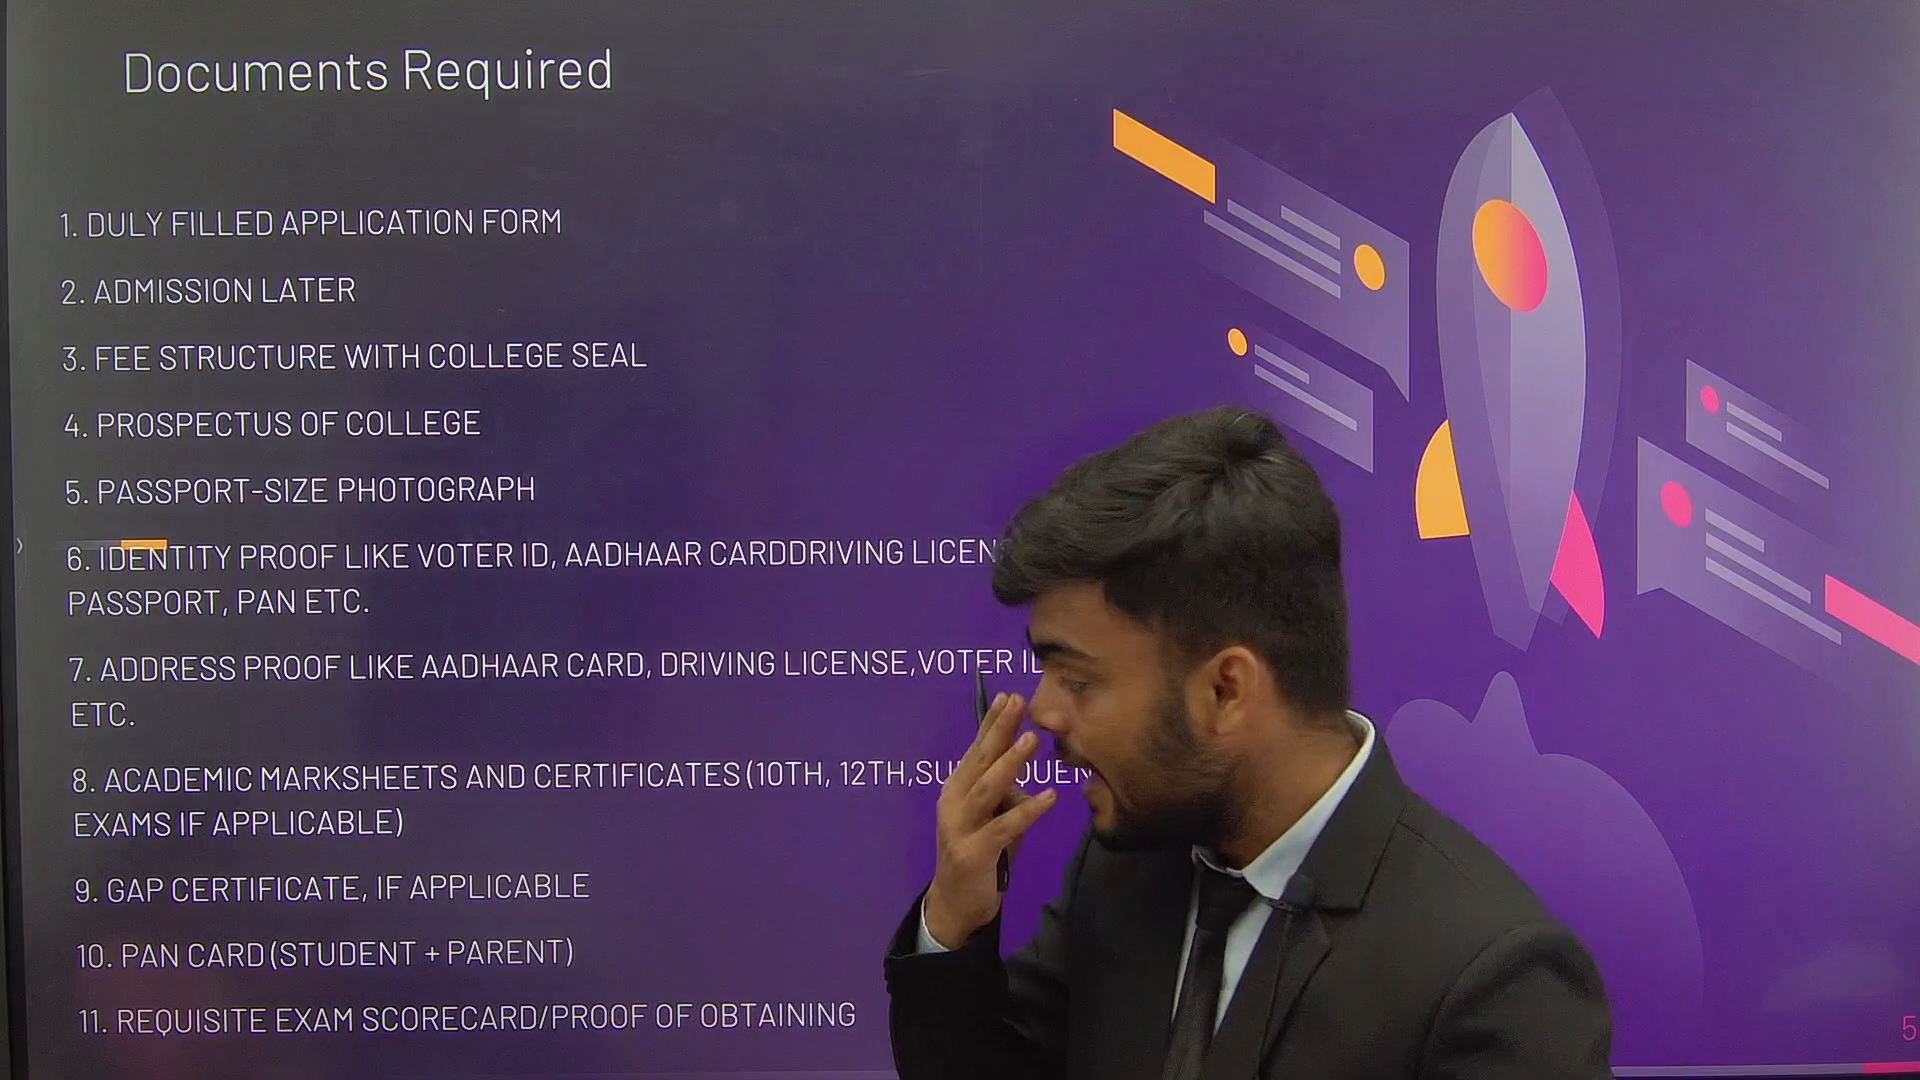 Documents Required
1. DULY FILLED APPLICATION FORM
2. ADMISSION LATER
3. FEE STRUCTURE WITH COLLEGE SEAL
4. PROSPECTUS OF COLLEGE
5. PASSPORT-SIZE PHOTOGRAPH
6. IDENTITY PROOF LIKE VOTER ID, AADHAAR CARDDRIVING
PASSPORT, PAN ETC.
7. ADDRESS PROOF LIKE AADHAAR CARD, DRIVING LICENSE,VOTER ID
ETC.
8. ACADEMIC MARKSHEETS AND CERTIFICATES (10TH, 12TH,
EXAMS IF APPLICABLE)
9. GAP CERTIFICATE, IF APPLICABLE
10. PAN CARD (STUDENT + PARENT)
11. REQUISITE EXAM SCORECARD/PROOF OF OBTAINING
5